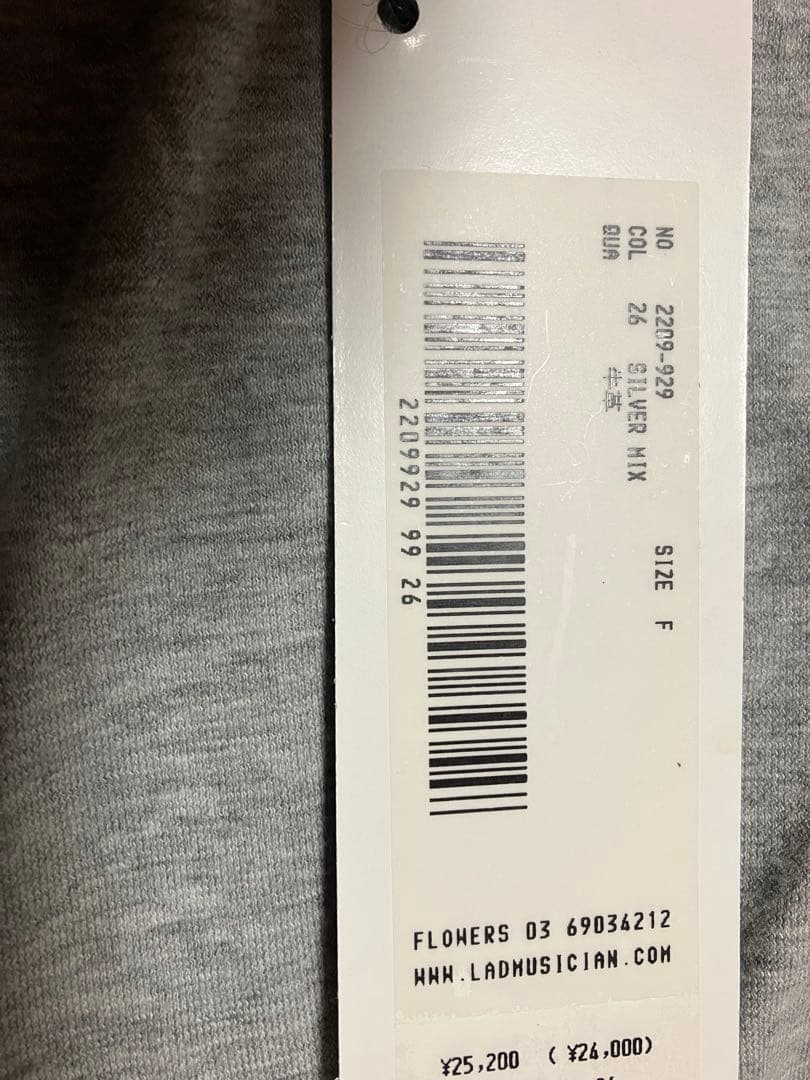 NO 2209-929 SIZE F
COL 26 SILVER MIX
QUA 牛革
2209929 99 26
FLOWERS 03 69034212
WWW.LADMUSICIAN.COM
¥25,200 (¥24,000)